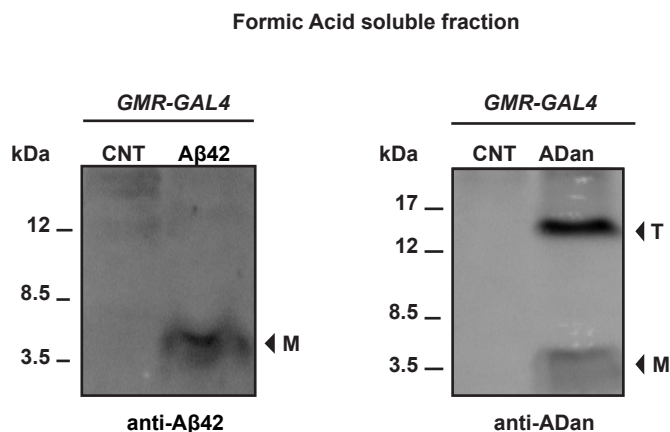 Formic Acid soluble fraction
GMR-GAL4
kDa CNT Aβ42
12
8.5
3.5
M
anti-Aβ42
GMR-GAL4
kDa CNT ADan
17
12
8.5
3.5
T
M
anti-ADan